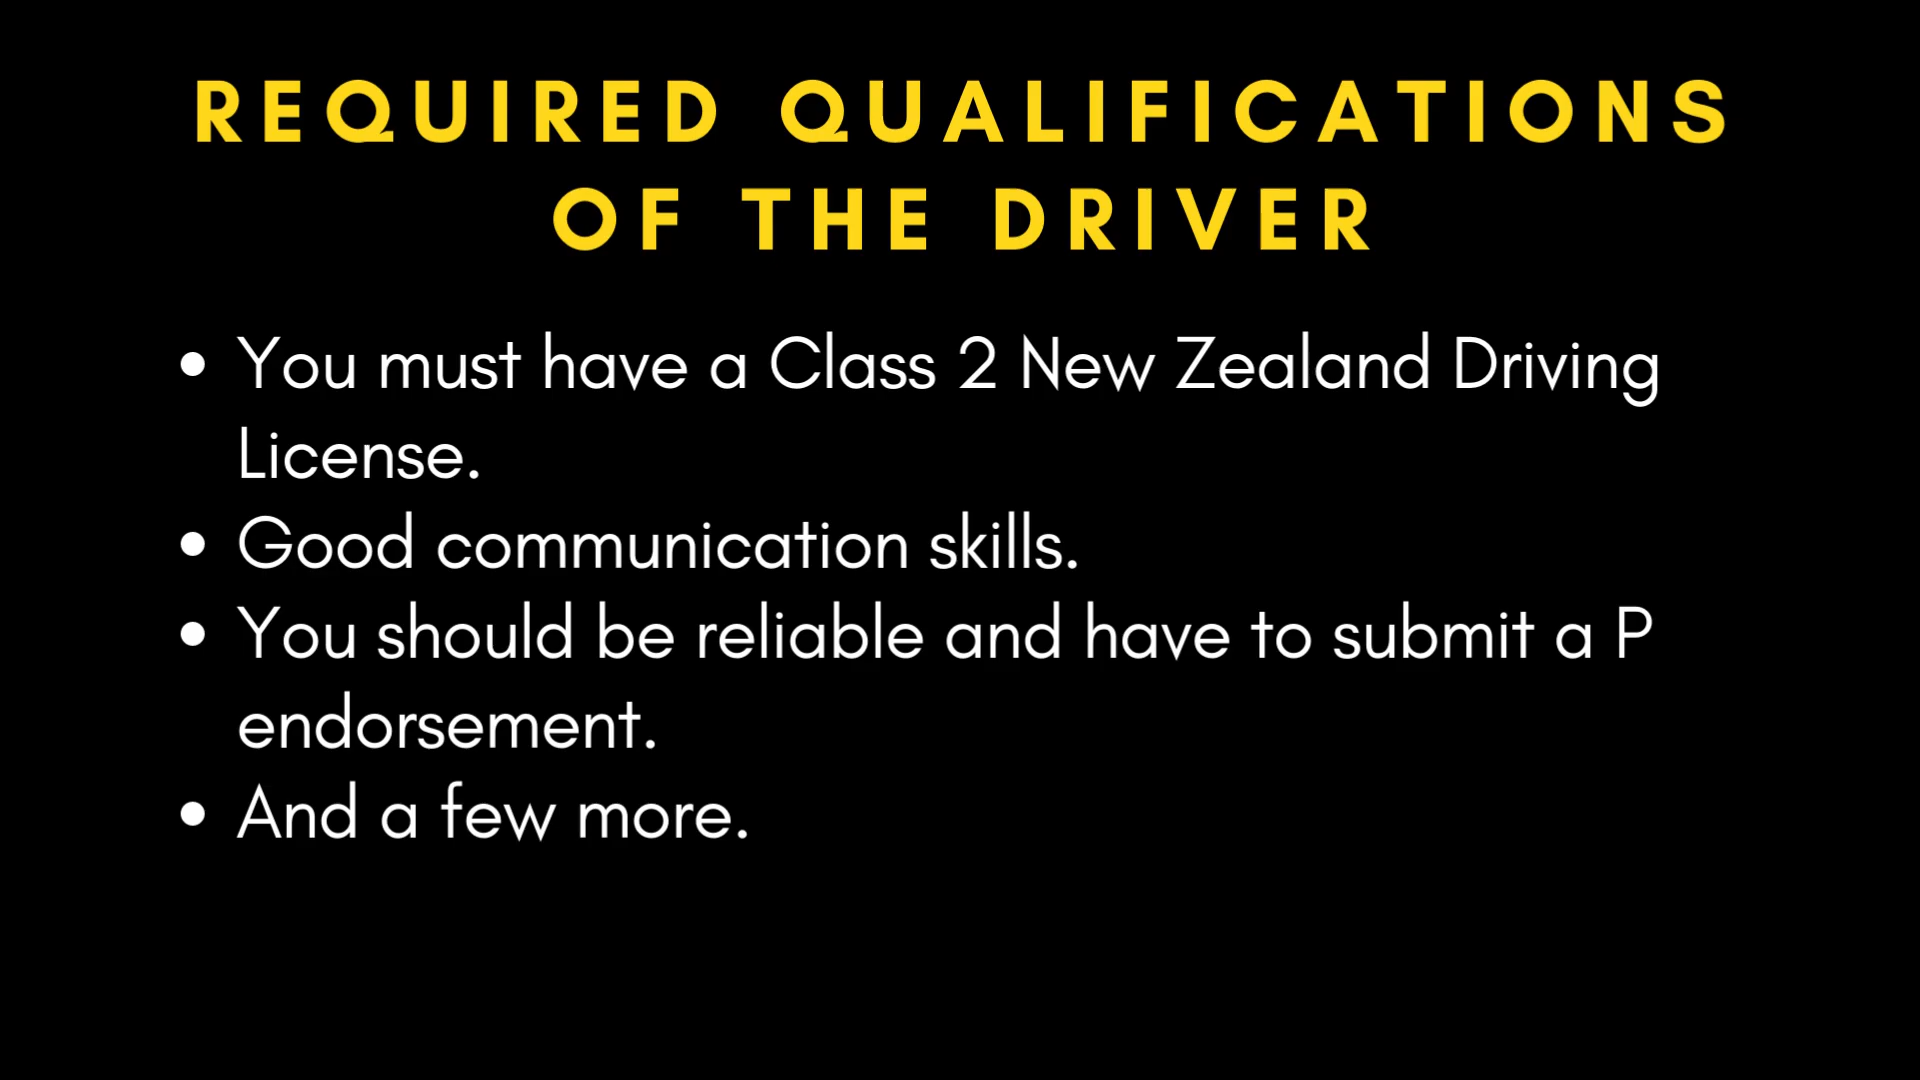 REQUIRED QUALIFICATIONS
OF THE DRIVER
• You must have a Class 2 New Zealand Driving
License.
• Good communication skills.
• You should be reliable and have to submit a P
endorsement.
• And a few more.